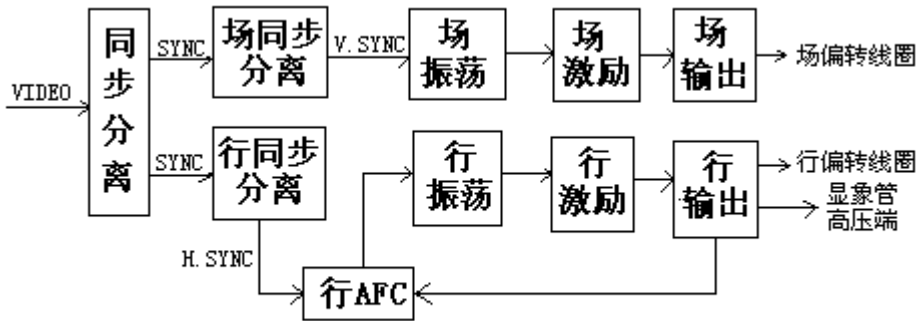 VIDEO
同步分离
SYNC
场同步
分离
V.SYNC
场
振荡
场
激励
场
输出
场偏转线圈
SYNC
行同步
分离
行
振荡
行
激励
行
输出
行偏转线圈
显象管
高压端
H.SYNC
行AFC